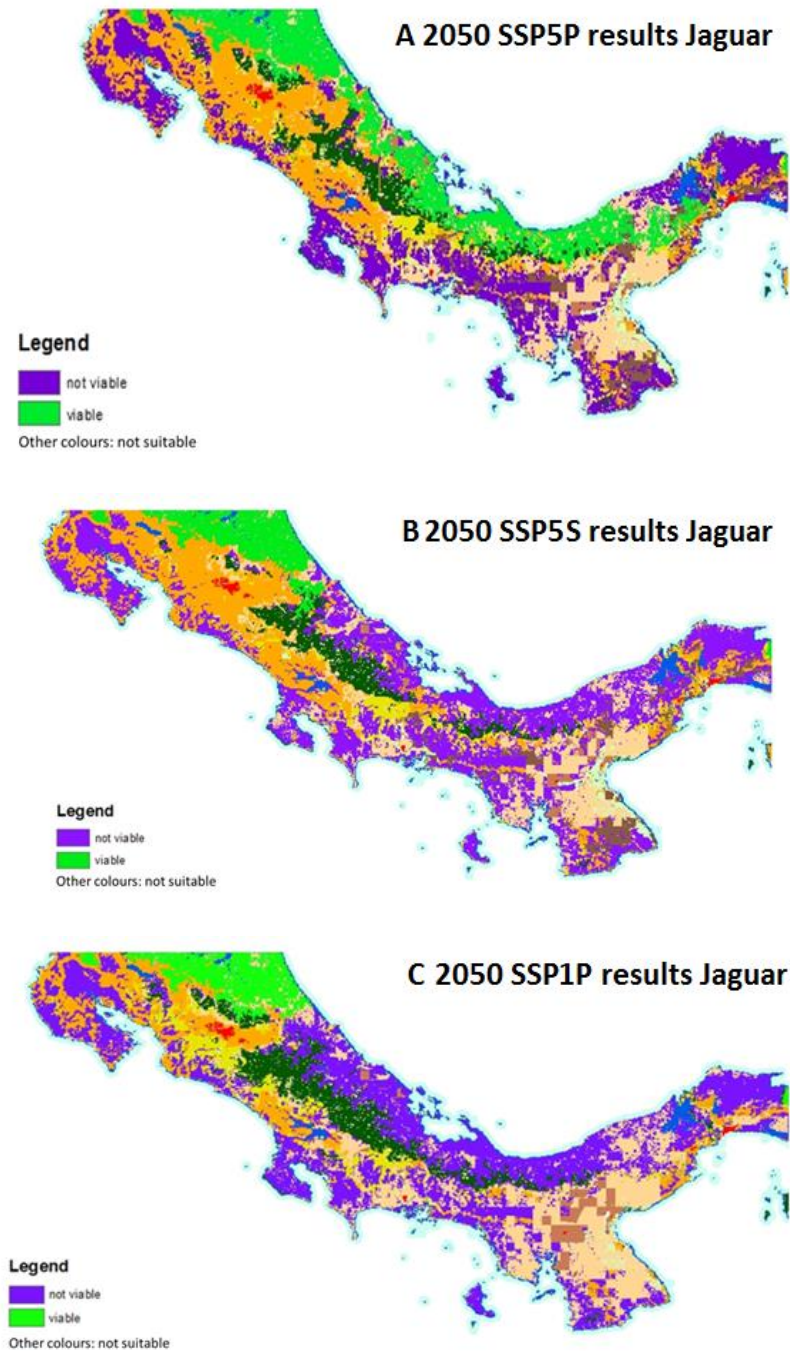 A 2050 SSP5P results Jaguar
Legend
not viable
viable
Other colours: not suitable
B 2050 SSP5S results Jaguar
Legend
not viable
viable
Other colours: not suitable
C 2050 SSP1P results Jaguar
Legend
not viable
viable
Other colours: not suitable